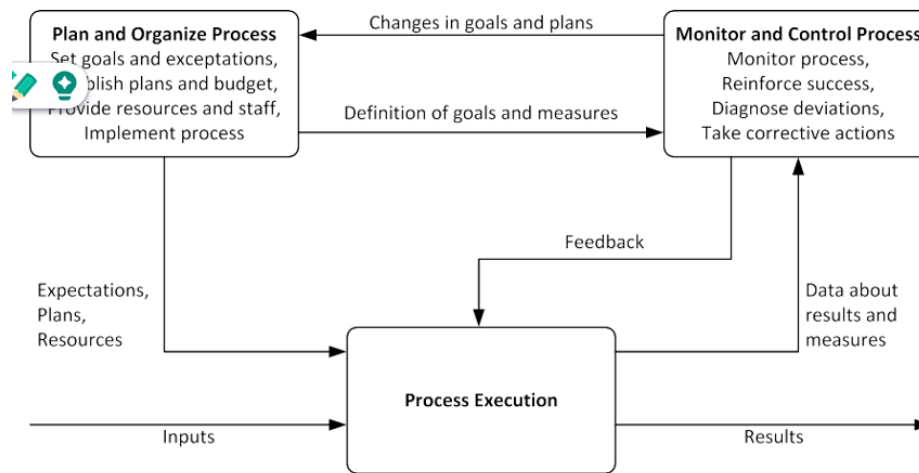 Plan and Organize Process
Set goals and exceptations,
blish plans and budget,
Provide resources and staff,
Implement process
Changes in goals and plans
Definition of goals and measures
Monitor and Control Process
Monitor process,
Reinforce success,
Diagnose deviations,
Take corrective actions
Feedback
Expectations,
Plans,
Resources
Data about
results and
measures
Process Execution
Inputs
Results